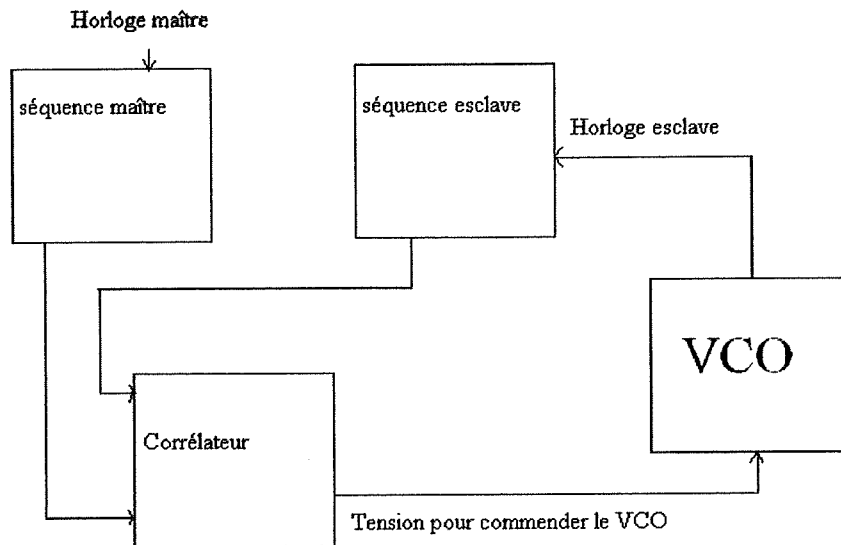 Horloge maître
séquence maître
séquence esclave
Horloge esclave
VCO
Corrélateur
Tension pour commender le VCO